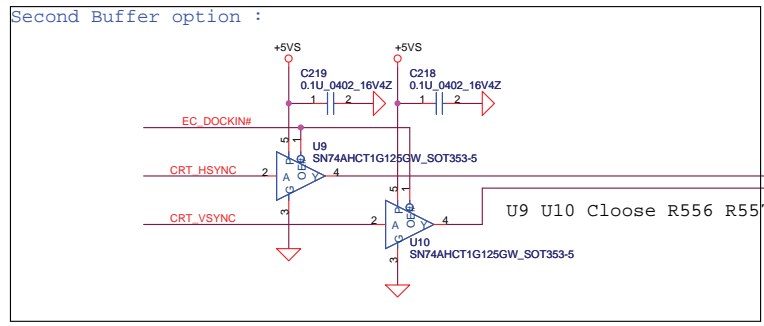 Second Buffer option :
+5VS
+5VS
C219
0.1U_0402_16V4Z
1
2
C218
0.1U_0402_16V4Z
1
2
EC_DOCKIN#
5
1
U9
SN74AHCT1G125GW_SOT353-5
P
OE#
CRT_HSYNC
2
A
Y
4
G
3
5
1
P
OE#
U9 U10 Cloose R556 R557
CRT_VSYNC
2
A
Y
4
G
U10
SN74AHCT1G125GW_SOT353-5
3